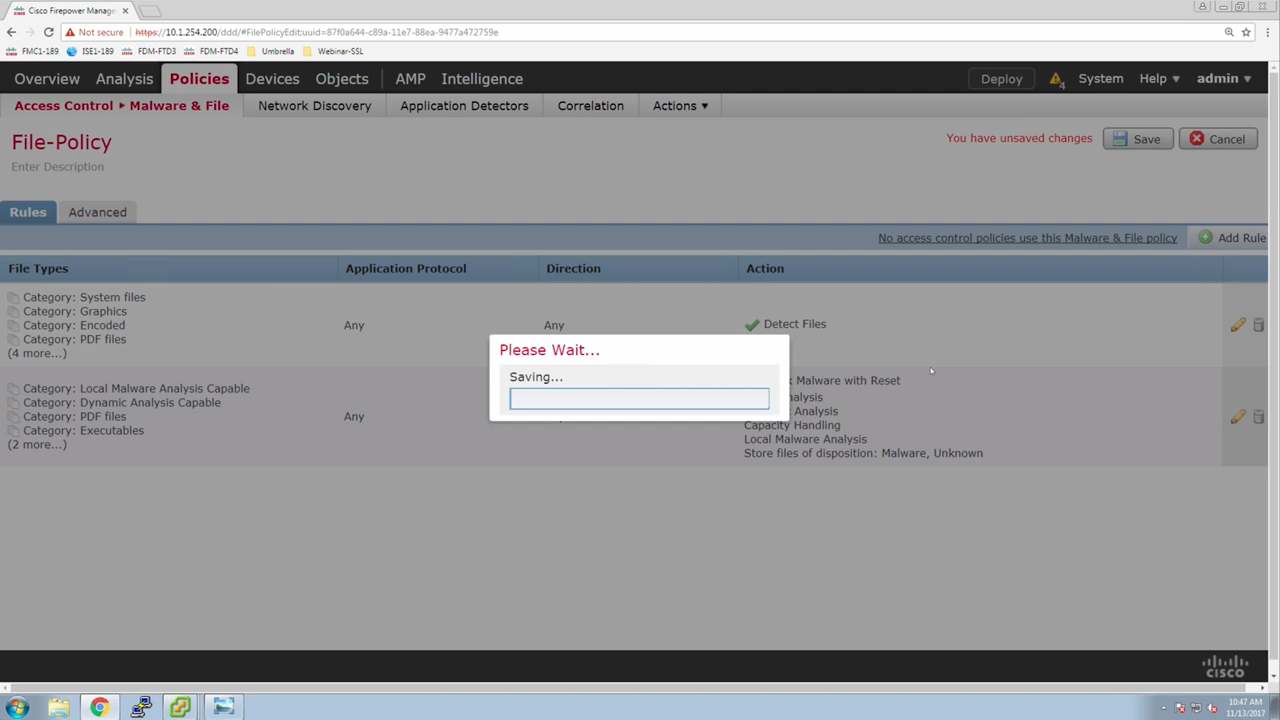 Cisco Firepower Manag
Not secure https://10.1.254.200/ddd/#FilePolicyEdit:uuid=87f0a644-c89a-11e7-88ea-9477a472759e
FMC1-189 ISE1-189 FDM-FTD3 FDM-FTD4 Umbrella Webinar-SSL
Overview Analysis Policies Devices Objects AMP Intelligence Deploy 4 System Help admin
Access Control Malware & File Network Discovery Application Detectors Correlation Actions
File-Policy
You have unsaved changes Save Cancel
Enter Description
Rules Advanced
No access control policies use this Malware & File policy Add Rule
File Types Application Protocol Direction Action
Category: System files
Category: Graphics
Category: Encoded
Category: PDF files
(4 more...)
Any Any Detect Files
Please Wait...
Saving...
Category: Local Malware Analysis Capable
Category: Dynamic Analysis Capable
Category: PDF files
Category: Executables
(2 more...)
Any
Malware with Reset
Analysis
Capacity Handling
Local Malware Analysis
Store files of disposition: Malware, Unknown
CISCO
10:47 AM
11/13/2017